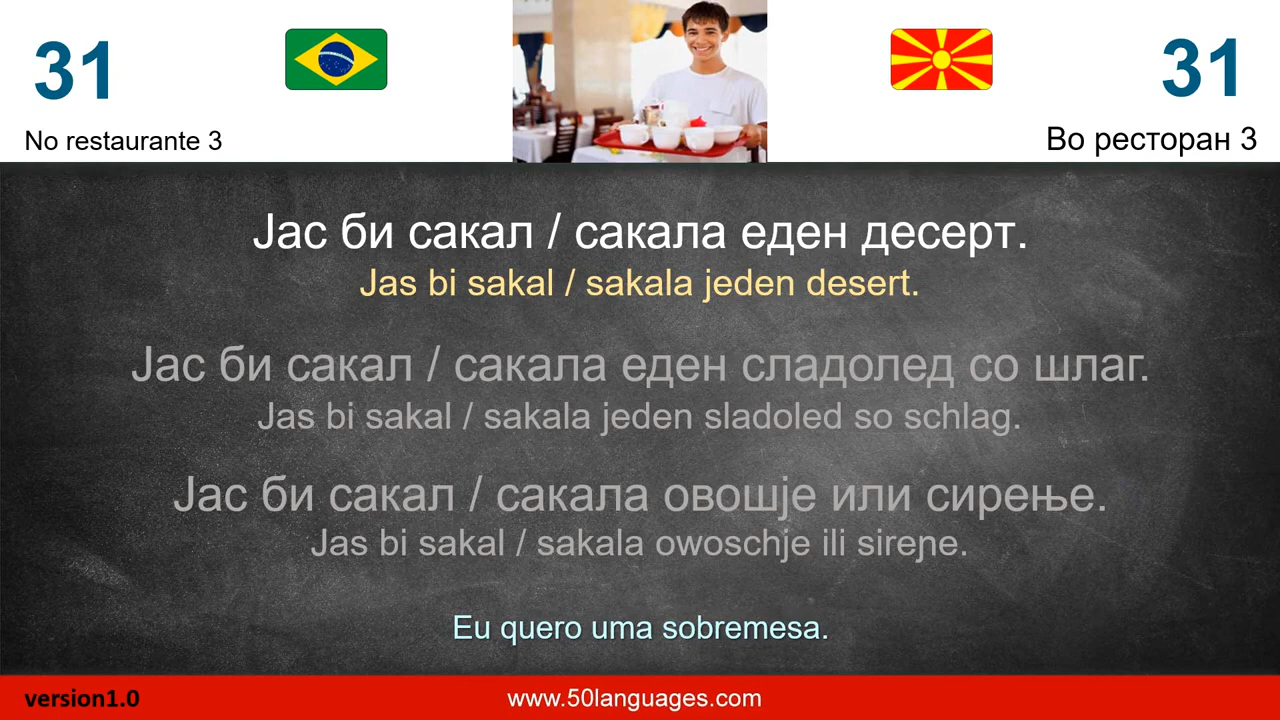 31
31
No restaurante 3
Во ресторан 3
Јас би сакал / сакала еден десерт.
Jas bi sakal / sakala jeden desert.
Јас би сакал / сакала еден сладолед со шлаг.
Jas bi sakal / sakala jeden sladoled so schlag.
Јас би сакал / сакала овошје или сирење.
Jas bi sakal / sakala owoschje ili sireɲe.
Eu quero uma sobremesa.
version1.0
www.50languages.com